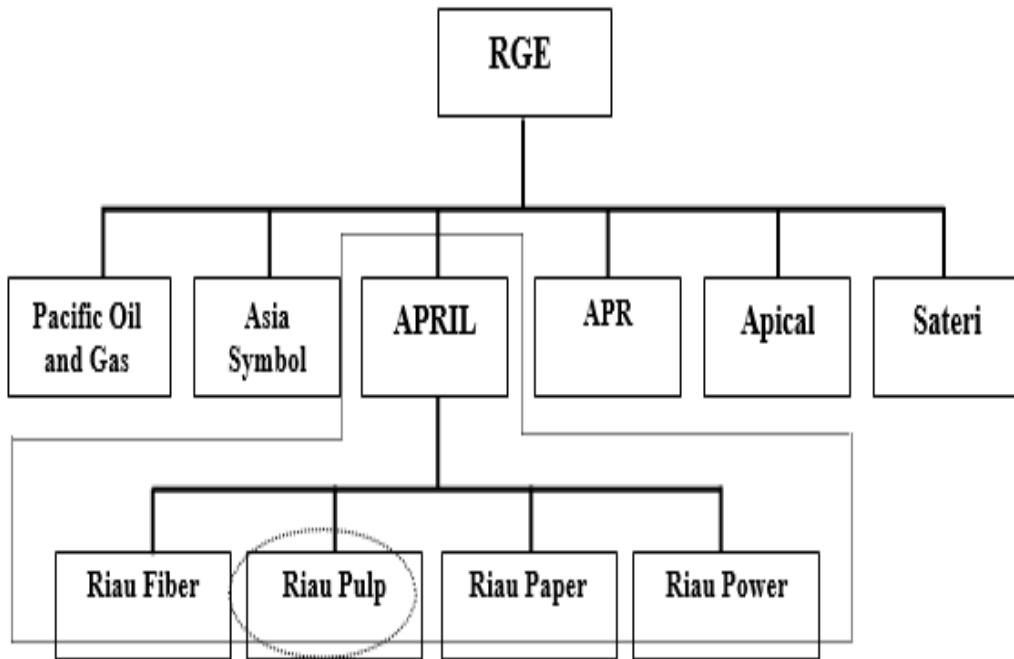 RGE
Pacific Oil
and Gas
Asia
Symbol
APRIL
APR
Apical
Sateri
Riau Fiber
Riau Pulp
Riau Paper
Riau Power